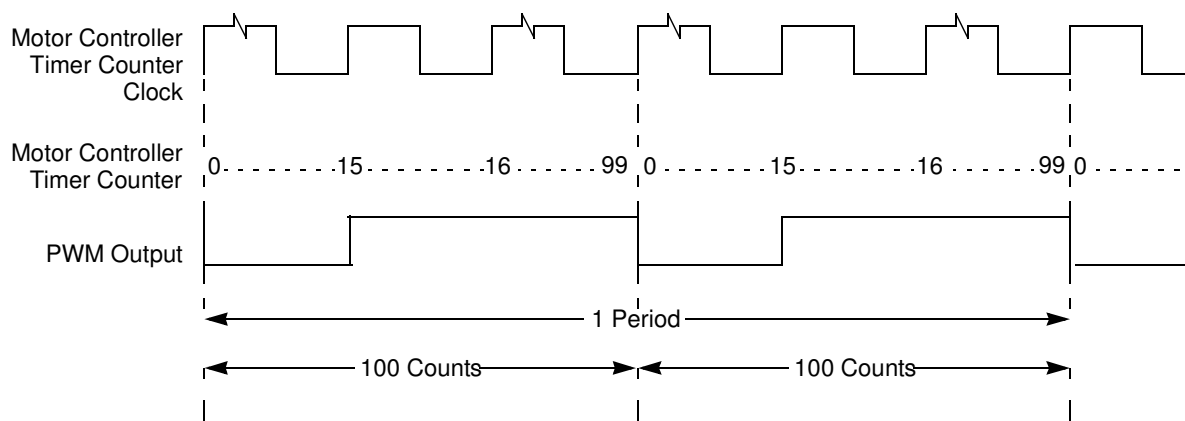 Motor Controller
Timer Counter
Clock
Motor Controller
Timer Counter
0 15 16 99 0 15 16 99 0
PWM Output
1 Period
100 Counts 100 Counts